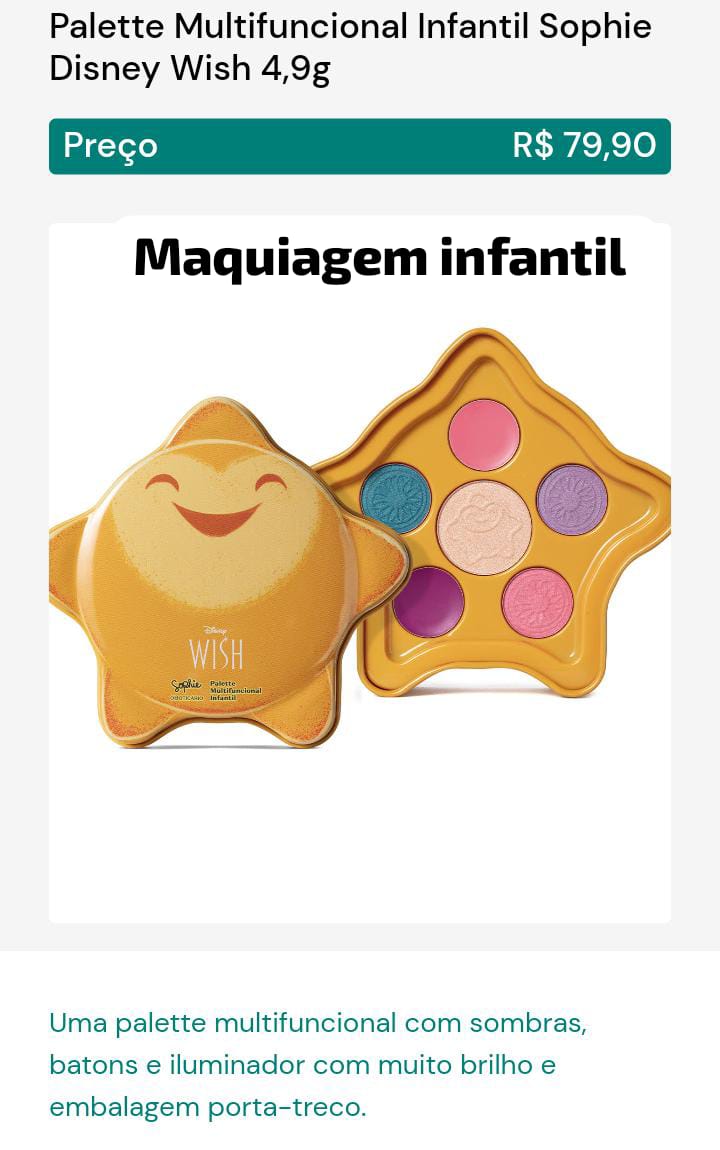 Palette Multifuncional Infantil Sophie
Disney Wish 4,9g
Preço R$ 79,90
Maquiagem infantil
Disney
WISH
Sophie
OBOTICÁRIO
Palette
Multifuncional
Infantil
Uma palette multifuncional com sombras,
batons e iluminador com muito brilho e
embalagem porta-treco.